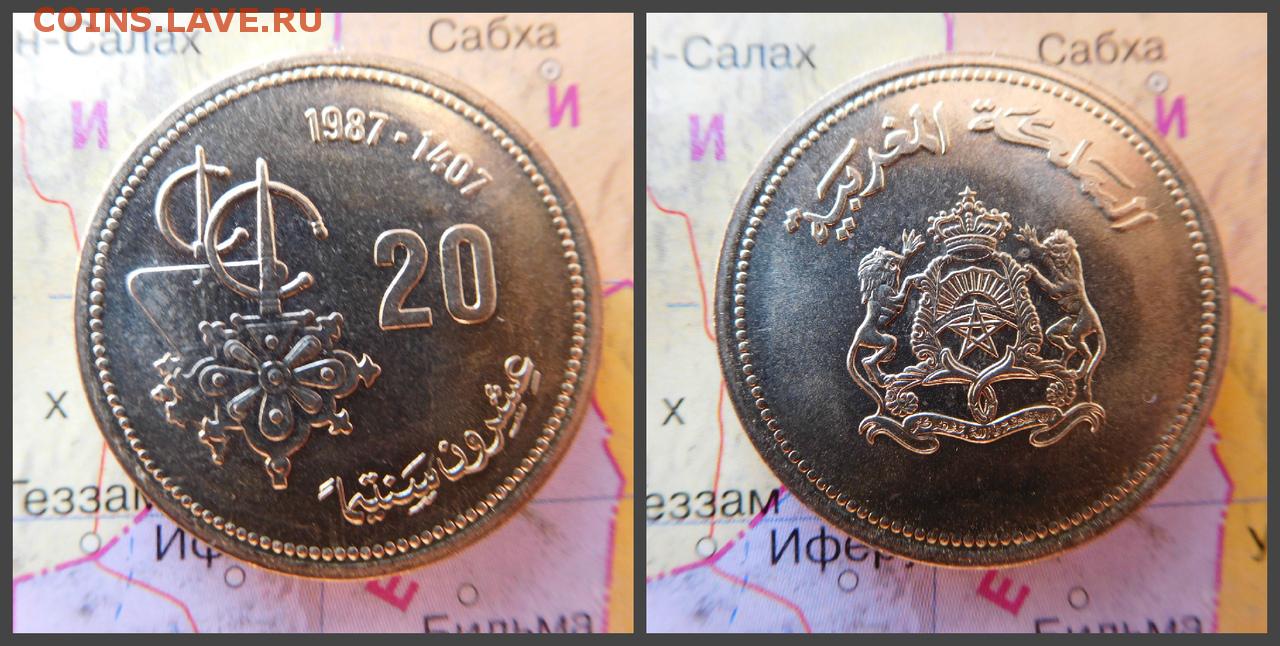 COINS.LAVE.RU
н-Салах
Сабха
И
И
1987-1407
20
عشرون سنتيما
х
Геззам
Иф
Е
Бильма
н-Салах
Сабха
И
И
المملكة المغربية
х
еззам
Ифер
У
Е
Бильма